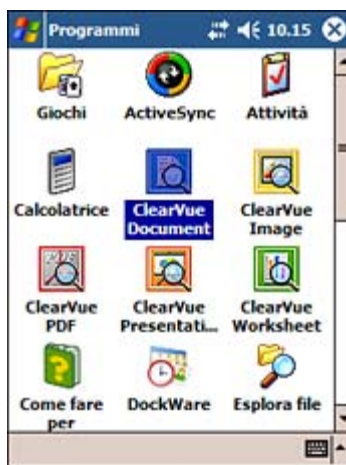 Programmi 10.15
Giochi ActiveSync Attività
Calcolatrice ClearVue Document ClearVue Image
ClearVue PDF ClearVue Presentati... ClearVue Worksheet
Come fare per DockWare Esplora file